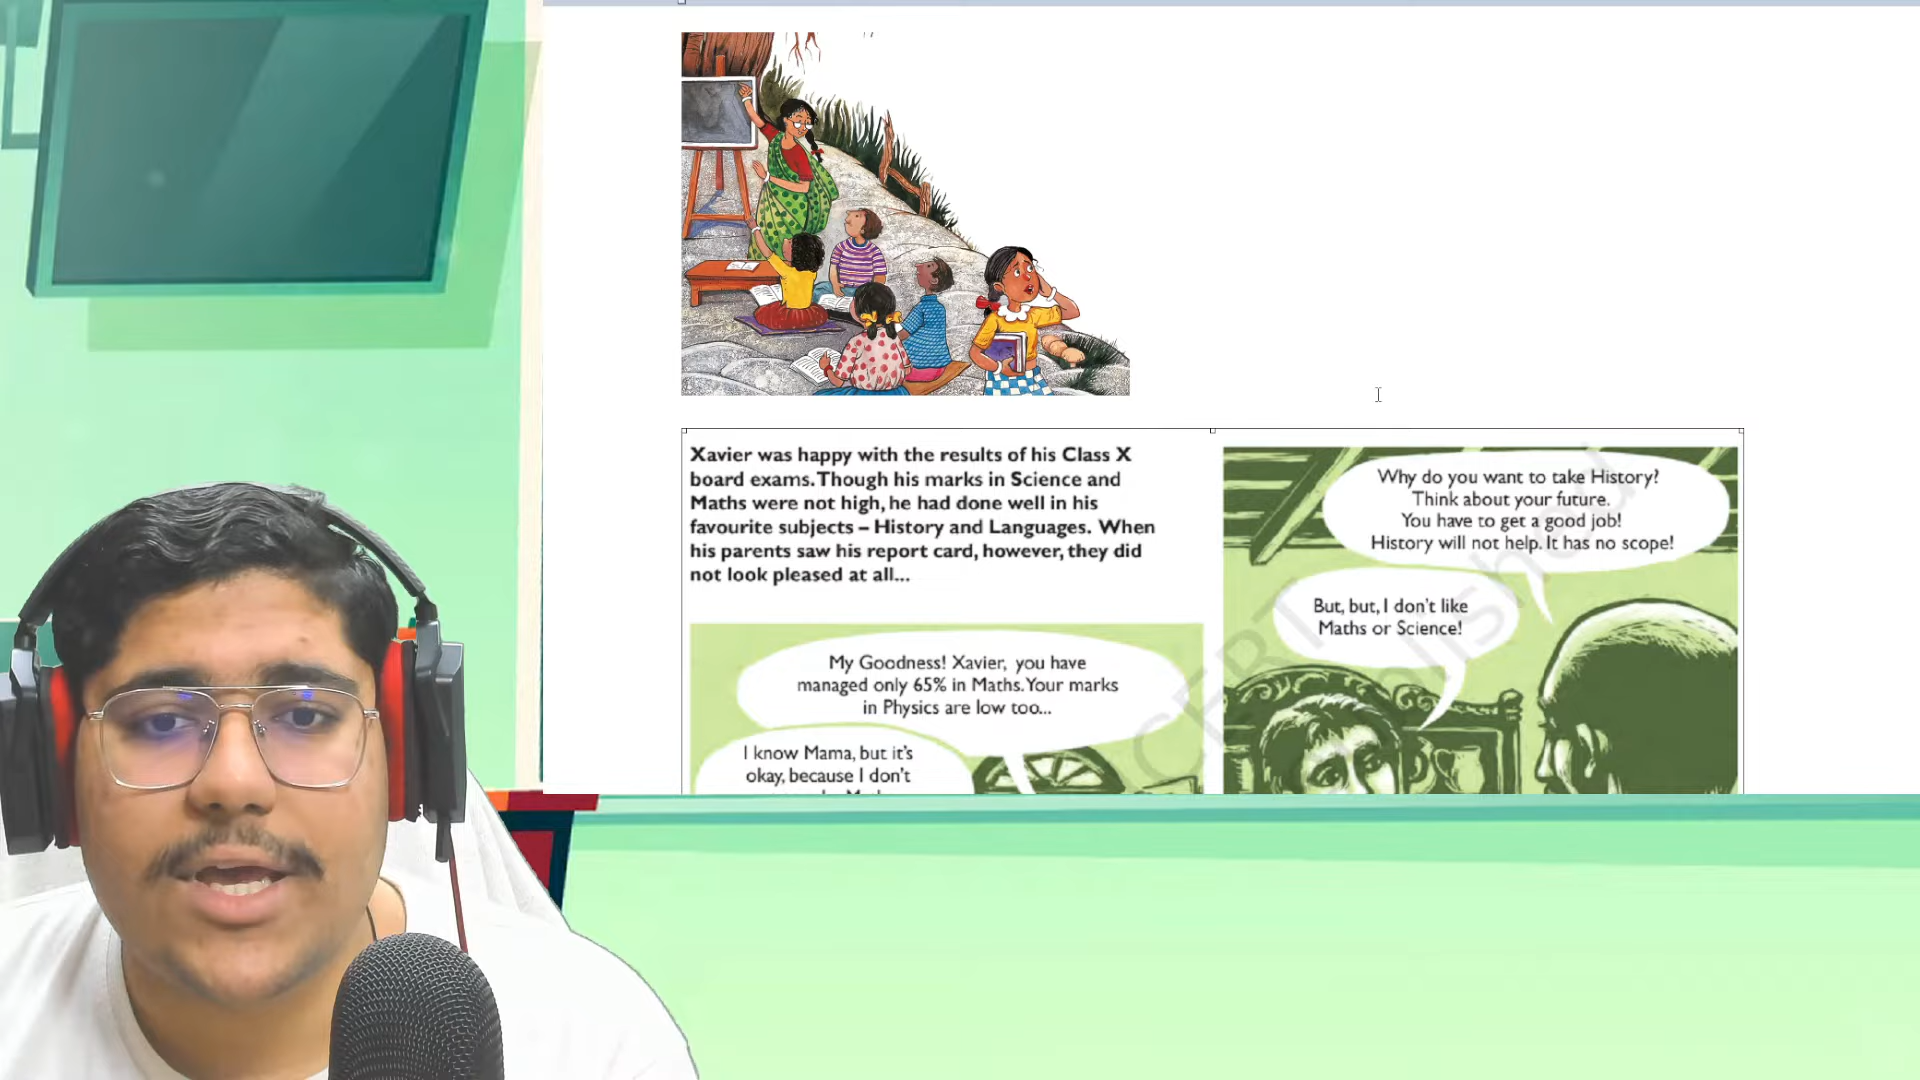 Xavier was happy with the results of his Class X
board exams. Though his marks in Science and
Maths were not high, he had done well in his
favourite subjects – History and Languages. When
his parents saw his report card, however, they did
not look pleased at all...
My Goodness! Xavier, you have
managed only 65% in Maths. Your marks
in Physics are low too...
I know Mama, but it's
okay, because I don't
Why do you want to take History?
Think about your future.
You have to get a good job!
History will not help. It has no scope!
But, but, I don't like
Maths or Science!